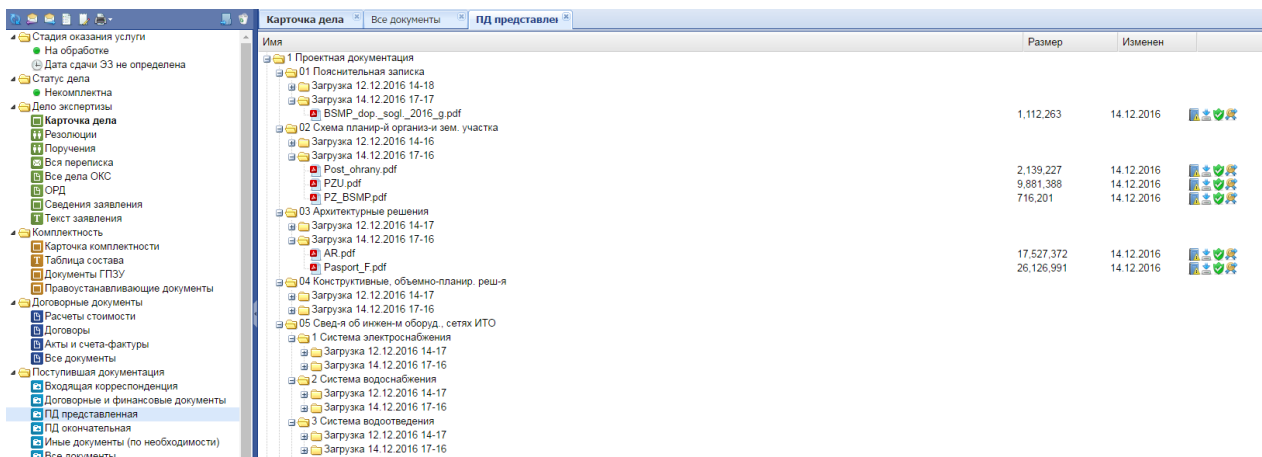 Стадия оказания услуги
На обработке
Дата сдачи ЭЗ не определена
Статус дела
Некомплектна
Дело экспертизы
Карточка дела
Резолюции
Поручения
Вся переписка
Все дела ОКС
ОРД
Сведения заявления
Текст заявления
Комплектность
Карточка комплектности
Таблица состава
Документы ГПЗУ
Правоустанавливающие документы
Договорные документы
Расчеты стоимости
Договоры
Акты и счета-фактуры
Все документы
Поступившая документация
Входящая корреспонденция
Договорные и финансовые документы
ПД представленная
ПД окончательная
Иные документы (по необходимости)
Все документы
Карточка дела Все документы ПД представлен
Имя Размер Изменен
1 Проектная документация
01 Пояснительная записка
Загрузка 12.12.2016 14-18
Загрузка 14.12.2016 17-17
BSMP_dop._sogl._2016_g.pdf 1,112,263 14.12.2016
02 Схема планир-й организ-и зем. участка
Загрузка 12.12.2016 14-16
Загрузка 14.12.2016 17-16
Post_ohrany.pdf 2,139,227 14.12.2016
PZU.pdf 9,881,388 14.12.2016
PZ_BSMP.pdf 716,201 14.12.2016
03 Архитектурные решения
Загрузка 12.12.2016 14-17
Загрузка 14.12.2016 17-16
AR.pdf 17,527,372 14.12.2016
Pasport_F.pdf 26,126,991 14.12.2016
04 Конструктивные, объемно-планир. реш-я
Загрузка 12.12.2016 14-17
Загрузка 14.12.2016 17-16
05 Свед-я об инжен-м оборуд., сетях ИТО
1 Система электроснабжения
Загрузка 12.12.2016 14-17
Загрузка 14.12.2016 17-16
2 Система водоснабжения
Загрузка 12.12.2016 14-17
Загрузка 14.12.2016 17-16
3 Система водоотведения
Загрузка 12.12.2016 14-17
Загрузка 14.12.2016 17-16